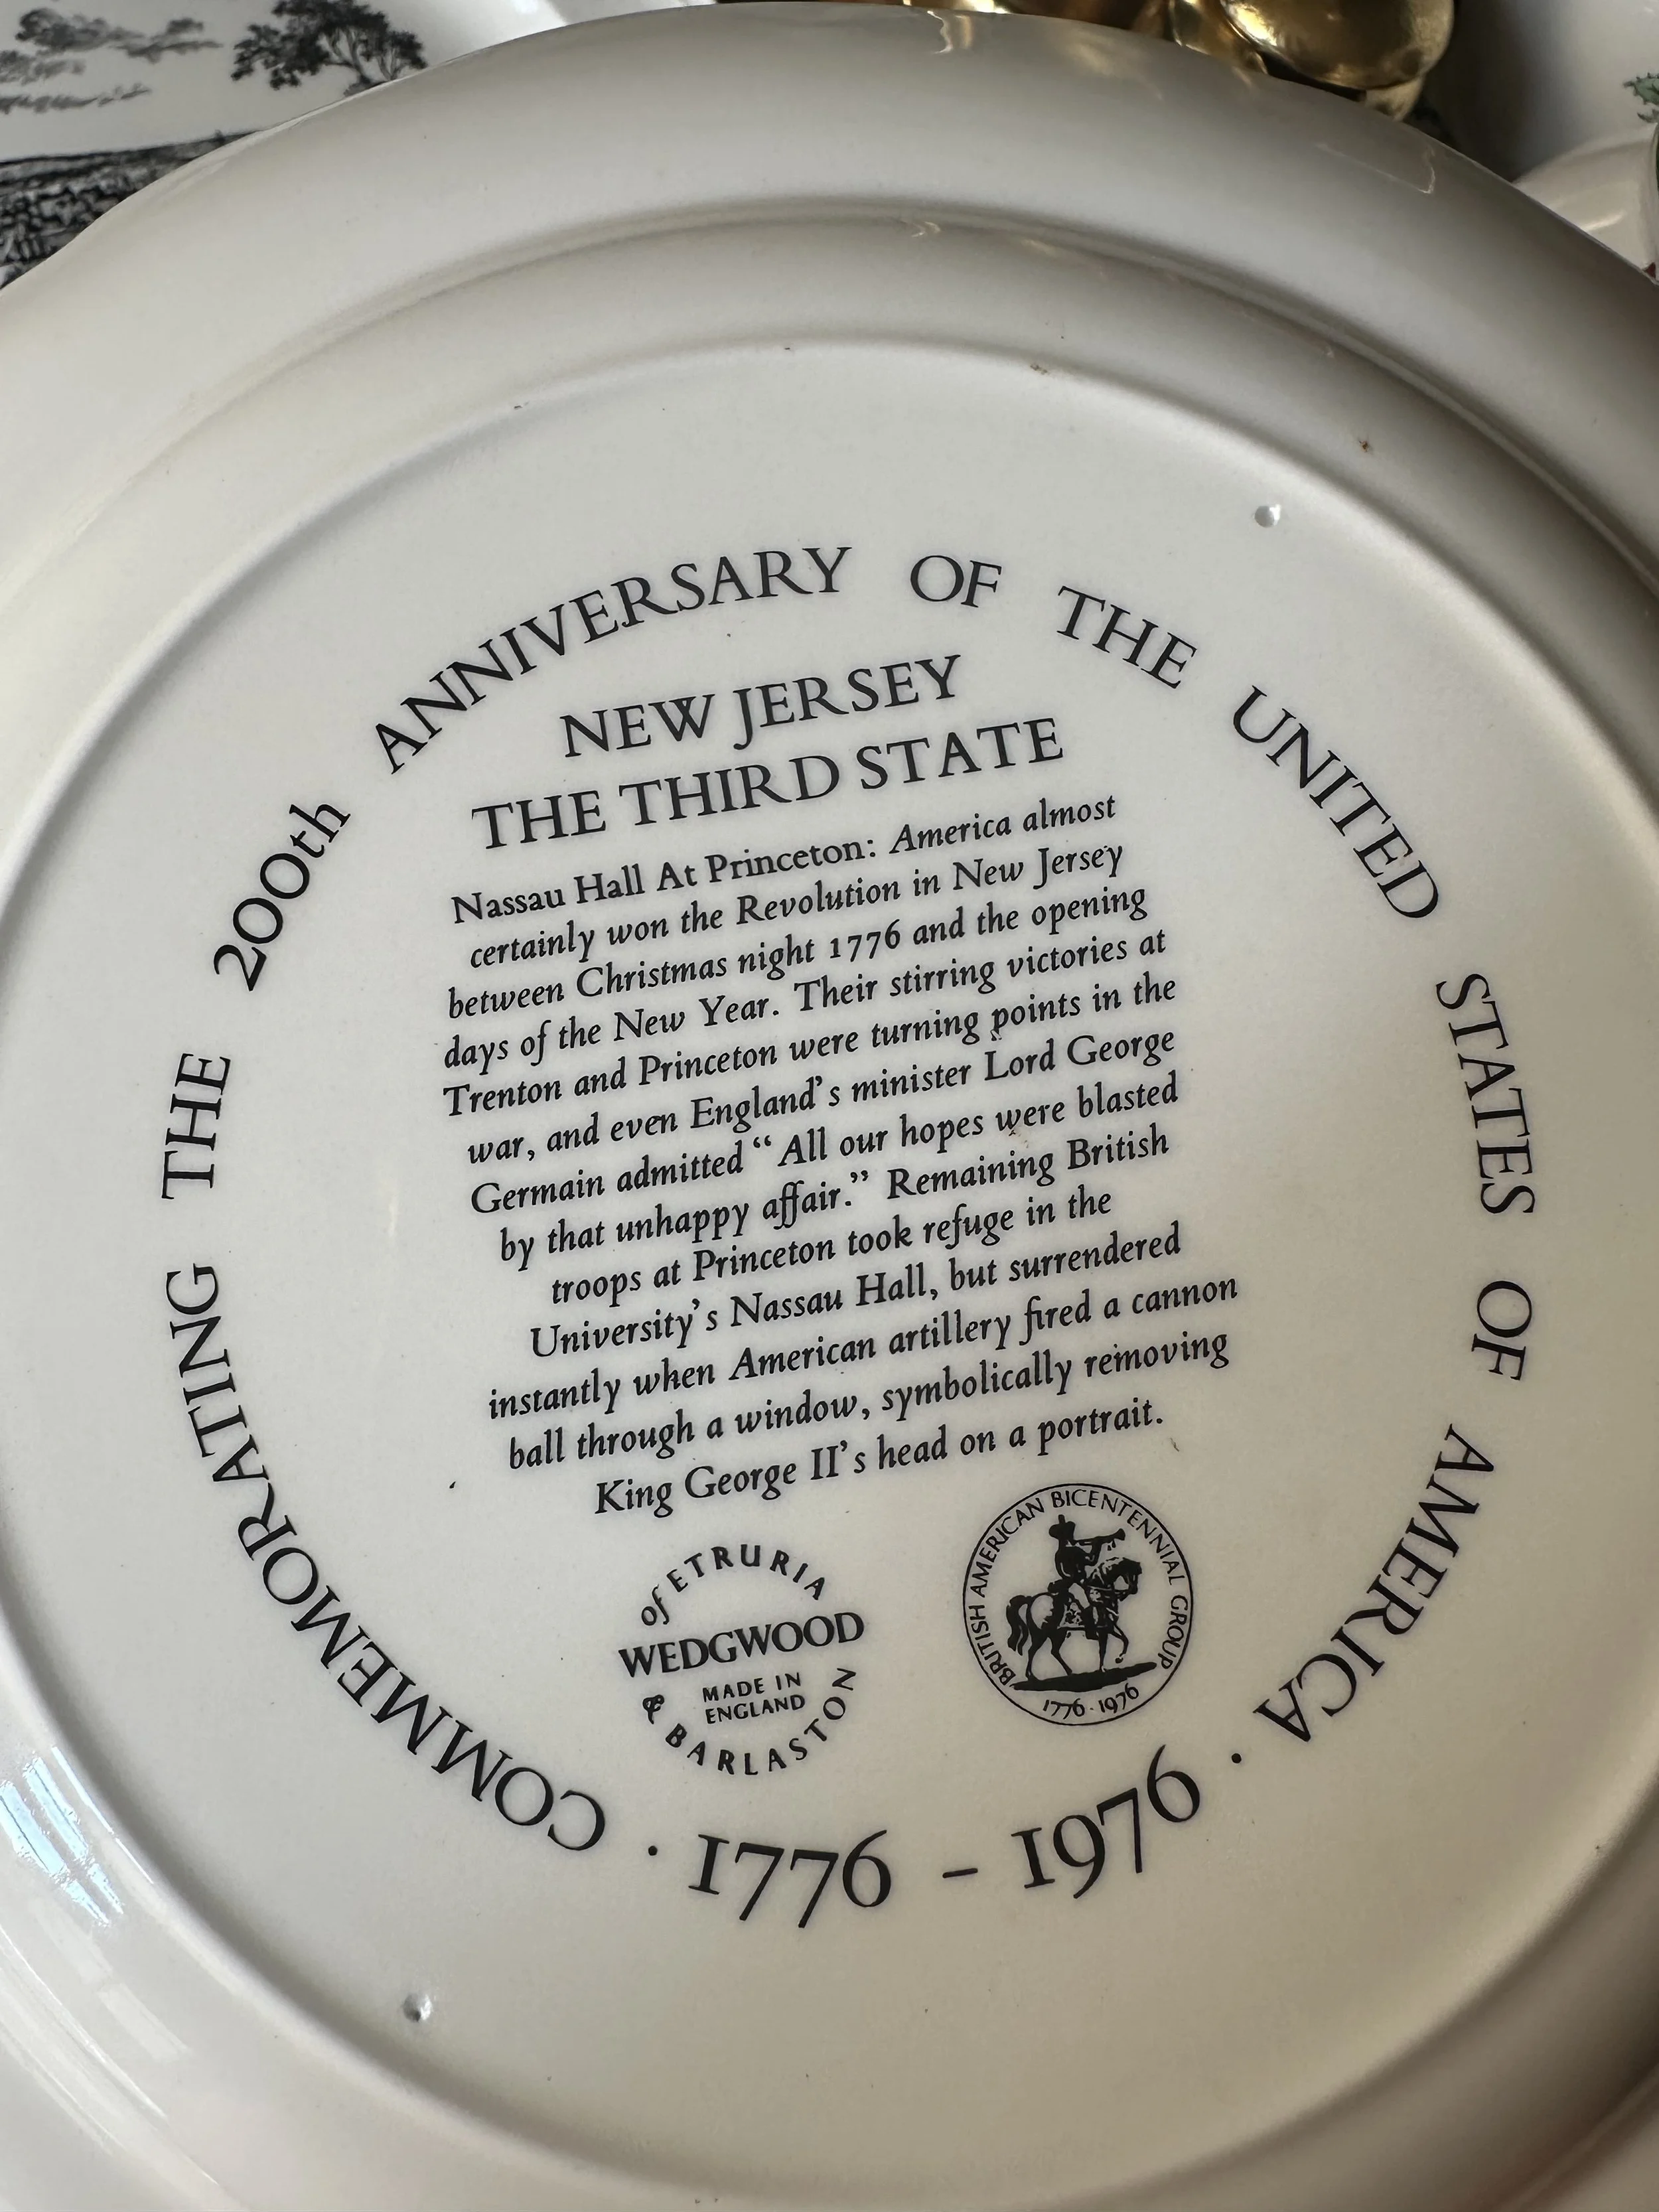 COMMEMORATING THE 200th ANNIVERSARY OF THE UNITED STATES OF AMERICA
· 1776 – 1976 ·
NEW JERSEY
THE THIRD STATE
Nassau Hall At Princeton: America almost
certainly won the Revolution in New Jersey
between Christmas night 1776 and the opening
days of the New Year. Their stirring victories at
Trenton and Princeton were turning points in the
war, and even England's minister Lord George
Germain admitted “All our hopes were blasted
by that unhappy affair.” Remaining British
troops at Princeton took refuge in the
University's Nassau Hall, but surrendered
instantly when American artillery fired a cannon
ball through a window, symbolically removing
King George II's head on a portrait.
of ETRURIA
WEDGWOOD
MADE IN
ENGLAND
& BARLASTON
BRITISH AMERICAN BICENTENNIAL GROUP
1776 · 1976